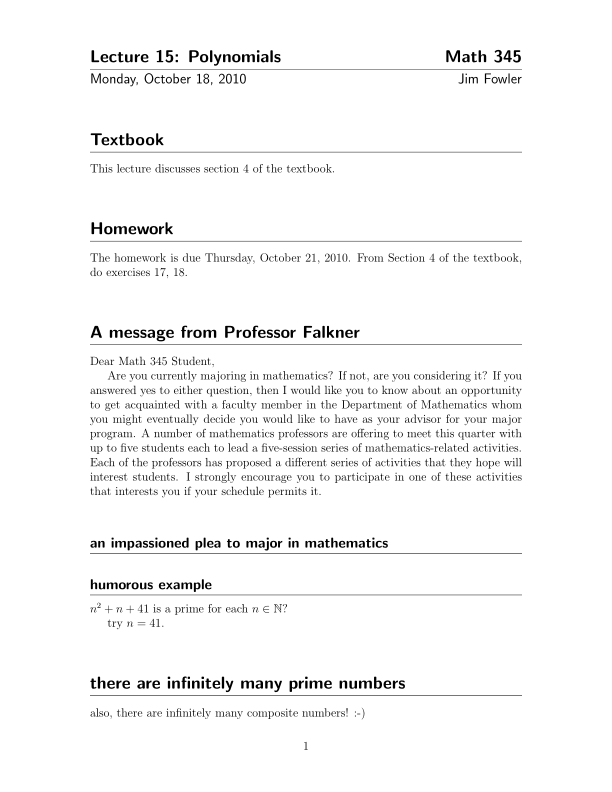 Lecture 15: Polynomials Math 345
Monday, October 18, 2010 Jim Fowler
Textbook
This lecture discusses section 4 of the textbook.
Homework
The homework is due Thursday, October 21, 2010. From Section 4 of the textbook,
do exercises 17, 18.
A message from Professor Falkner
Dear Math 345 Student,
Are you currently majoring in mathematics? If not, are you considering it? If you
answered yes to either question, then I would like you to know about an opportunity
to get acquainted with a faculty member in the Department of Mathematics whom
you might eventually decide you would like to have as your advisor for your major
program. A number of mathematics professors are offering to meet this quarter with
up to five students each to lead a five-session series of mathematics-related activities.
Each of the professors has proposed a different series of activities that they hope will
interest students. I strongly encourage you to participate in one of these activities
that interests you if your schedule permits it.
an impassioned plea to major in mathematics
humorous example
n² + n + 41 is a prime for each n ∈ ℕ?
try n = 41.
there are infinitely many prime numbers
also, there are infinitely many composite numbers! :-)
1